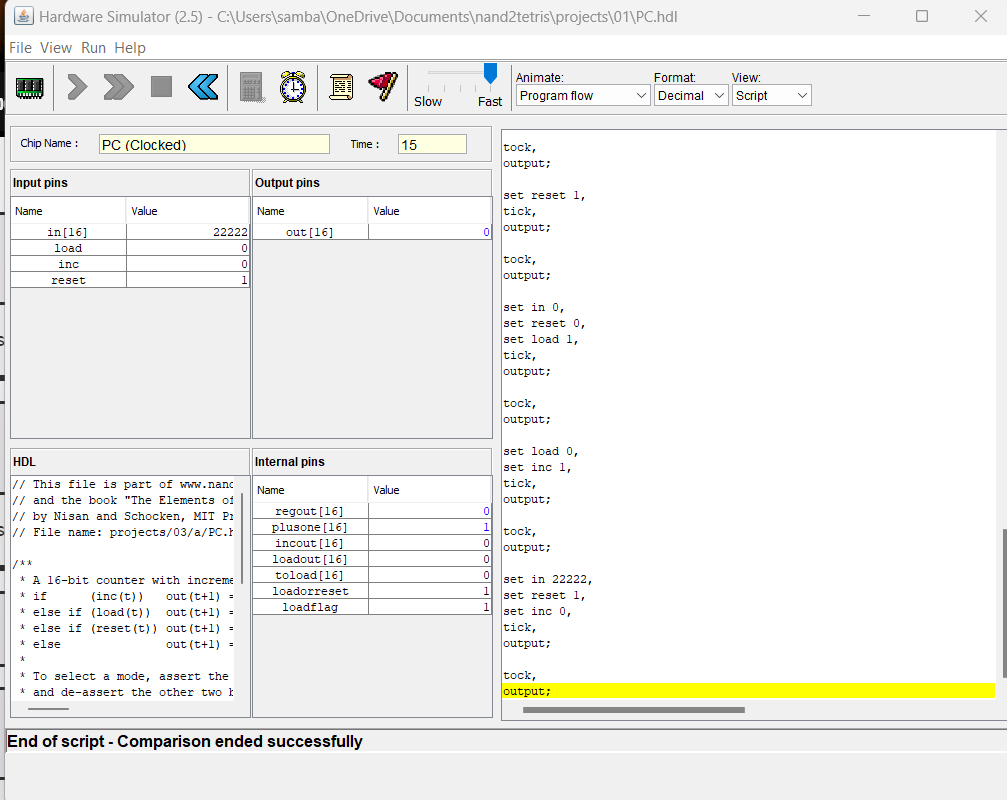 Hardware Simulator (2.5) - C:\Users\samba\OneDrive\Documents\nand2tetris\projects\01\PC.hdl
File View Run Help
Slow Fast
Animate: Format: View:
Program flow Decimal Script
Chip Name : PC (Clocked) Time : 15
Input pins
Name Value
in[16] 22222
load 0
inc 0
reset 1
Output pins
Name Value
out[16] 0
HDL
// This file is part of www.nand
// and the book "The Elements of
// by Nisan and Schocken, MIT Pr
// File name: projects/03/a/PC.h
/**
* A 16-bit counter with increme
* if (inc(t)) out(t+1) =
* else if (load(t)) out(t+1) =
* else if (reset(t)) out(t+1) =
* else out(t+1) =
*
* To select a mode, assert the
* and de-assert the other two b
Internal pins
Name Value
regout[16] 0
plusone[16] 1
incout[16] 0
loadout[16] 0
toload[16] 0
loadorreset 1
loadflag 1
tock,
output;
set reset 1,
tick,
output;
tock,
output;
set in 0,
set reset 0,
set load 1,
tick,
output;
tock,
output;
set load 0,
set inc 1,
tick,
output;
tock,
output;
set in 22222,
set reset 1,
set inc 0,
tick,
output;
tock,
output;
End of script - Comparison ended successfully